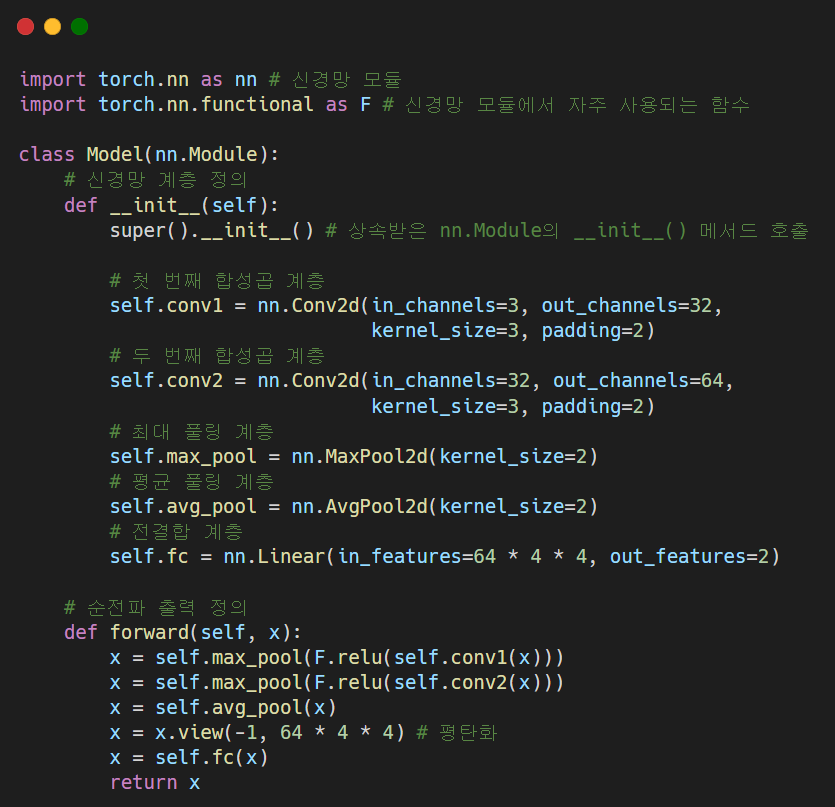 import torch.nn as nn # 신경망 모듈
import torch.nn.functional as F # 신경망 모듈에서 자주 사용되는 함수

class Model(nn.Module):
    # 신경망 계층 정의
    def __init__(self):
        super().__init__() # 상속받은 nn.Module의 __init__() 메서드 호출

        # 첫 번째 합성곱 계층
        self.conv1 = nn.Conv2d(in_channels=3, out_channels=32,
                               kernel_size=3, padding=2)
        # 두 번째 합성곱 계층
        self.conv2 = nn.Conv2d(in_channels=32, out_channels=64,
                               kernel_size=3, padding=2)
        # 최대 풀링 계층
        self.max_pool = nn.MaxPool2d(kernel_size=2)
        # 평균 풀링 계층
        self.avg_pool = nn.AvgPool2d(kernel_size=2)
        # 전결합 계층
        self.fc = nn.Linear(in_features=64 * 4 * 4, out_features=2)

    # 순전파 출력 정의
    def forward(self, x):
        x = self.max_pool(F.relu(self.conv1(x)))
        x = self.max_pool(F.relu(self.conv2(x)))
        x = self.avg_pool(x)
        x = x.view(-1, 64 * 4 * 4) # 평탄화
        x = self.fc(x)
        return x